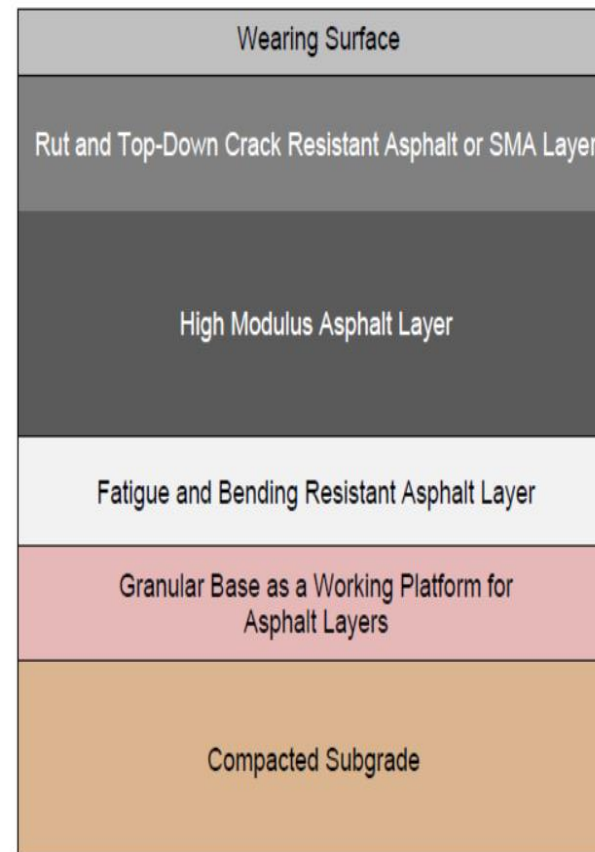 Wearing Surface
Rut and Top-Down Crack Resistant Asphalt or SMA Layer
High Modulus Asphalt Layer
Fatigue and Bending Resistant Asphalt Layer
Granular Base as a Working Platform for
Asphalt Layers
Compacted Subgrade